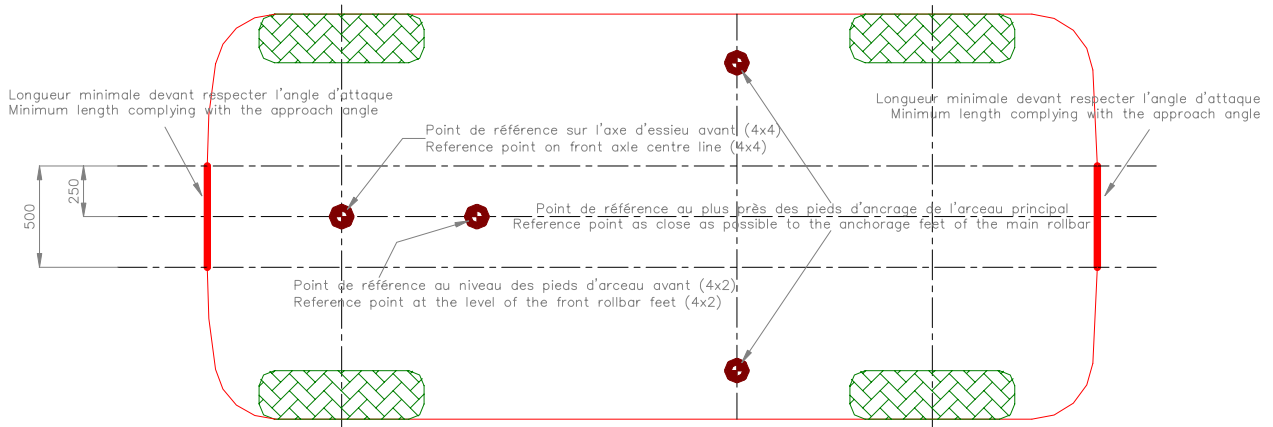 Longueur minimale devant respecter l'angle d'attaque
Minimum length complying with the approach angle
Longueur minimale devant respecter l'angle d'attaque
Minimum length complying with the approach angle
Point de référence sur l'axe d'essieu avant (4x4)
Reference point on front axle centre line (4x4)
250
500
Point de référence au plus près des pieds d'ancrage de l'arceau principal
Reference point as close as possible to the anchorage feet of the main rollbar
Point de référence au niveau des pieds d'arceau avant (4x2)
Reference point at the level of the front rollbar feet (4x2)